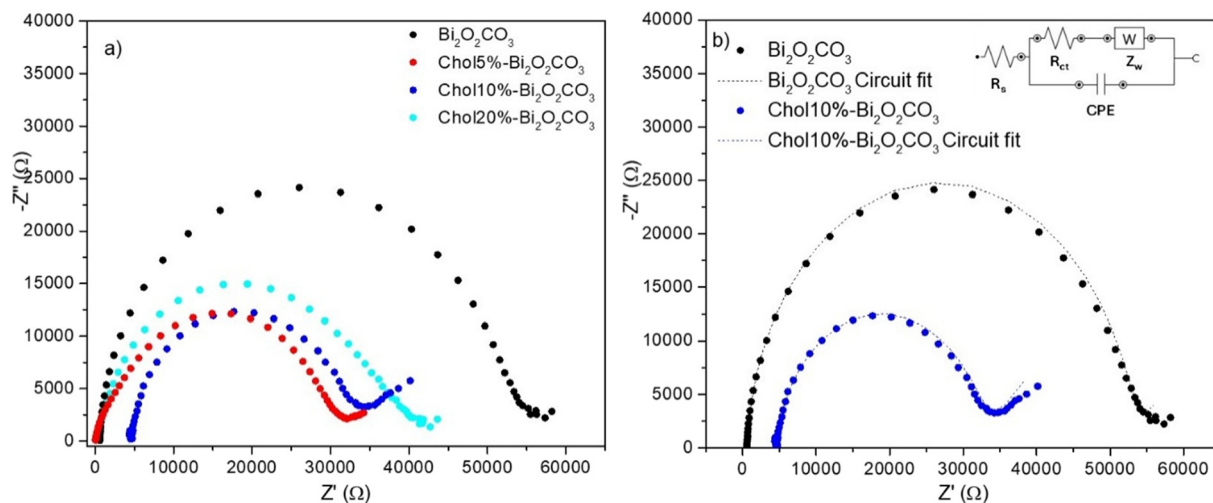 a)
Bi₂O₂CO₃
Chol5%-Bi₂O₂CO₃
Chol10%-Bi₂O₂CO₃
Chol20%-Bi₂O₂CO₃
-Z'' (Ω)
40000
35000
30000
25000
20000
15000
10000
5000
0
0
10000
20000
30000
40000
50000
60000
Z' (Ω)
b)
Bi₂O₂CO₃
Bi₂O₂CO₃ Circuit fit
Chol10%-Bi₂O₂CO₃
Chol10%-Bi₂O₂CO₃ Circuit fit
Rs
Rct
W
Zw
CPE
-Z'' (Ω)
40000
35000
30000
25000
20000
15000
10000
5000
0
0
10000
20000
30000
40000
50000
60000
Z' (Ω)